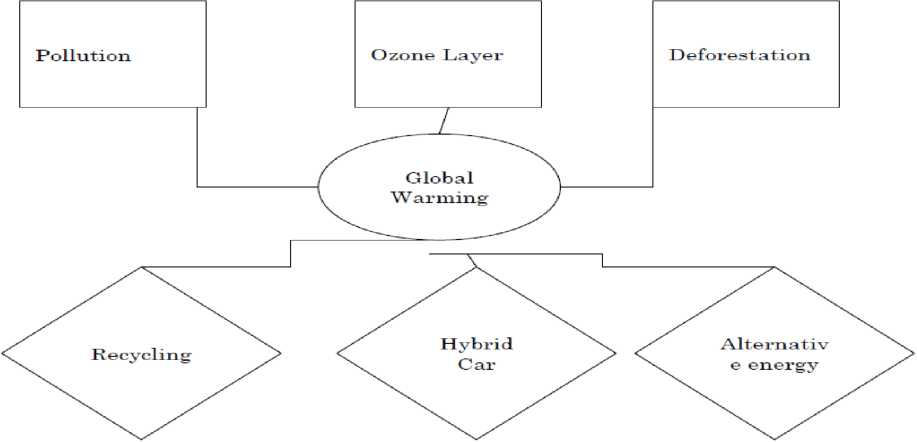 Pollution
Ozone Layer
Deforestation
Global
Warming
Recycling
Hybrid
Car
Alternativ
e energy